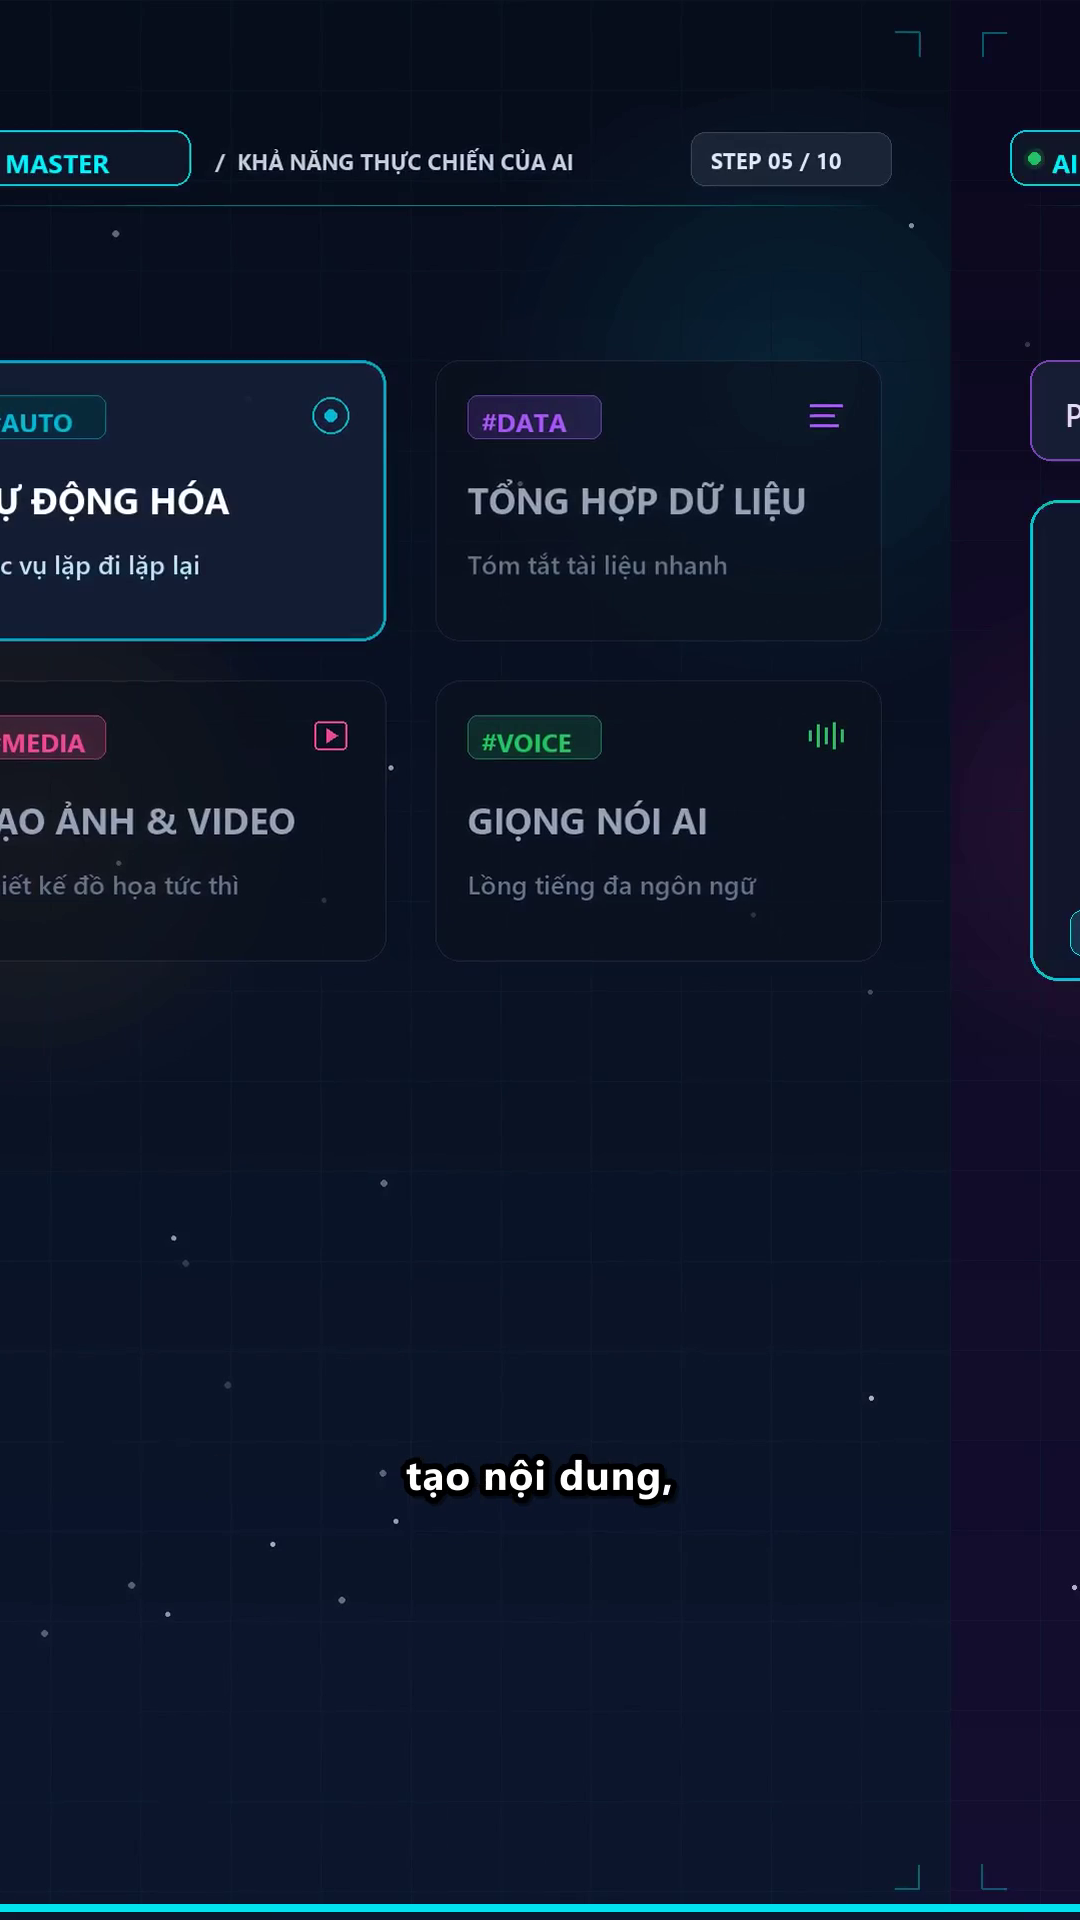 MASTER
/ KHẢ NĂNG THỰC CHIẾN CỦA AI
STEP 05 / 10
AI
AUTO
#DATA
P
Ự ĐỘNG HÓA
TỔNG HỢP DỮ LIỆU
c vụ lặp đi lặp lại
Tóm tắt tài liệu nhanh
MEDIA
#VOICE
ẠO ẢNH & VIDEO
GIỌNG NÓI AI
iết kế đồ họa tức thì
Lồng tiếng đa ngôn ngữ
tạo nội dung,